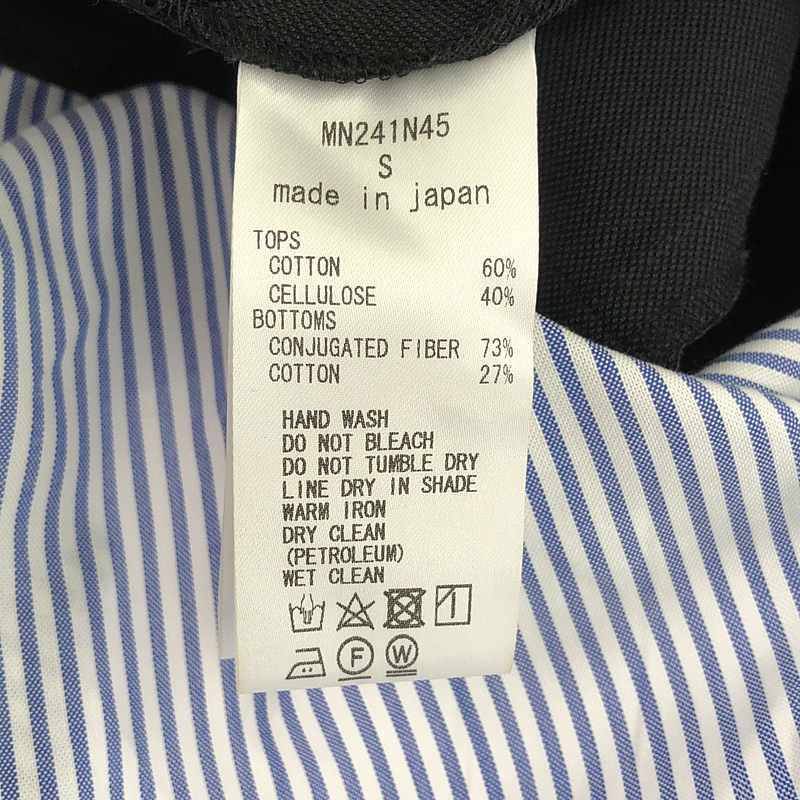 MN241N45
S
made in japan
TOPS
COTTON 60%
CELLULOSE 40%
BOTTOMS
CONJUGATED FIBER 73%
COTTON 27%
HAND WASH
DO NOT BLEACH
DO NOT TUMBLE DRY
LINE DRY IN SHADE
WARM IRON
DRY CLEAN
(PETROLEUM)
WET CLEAN
F W